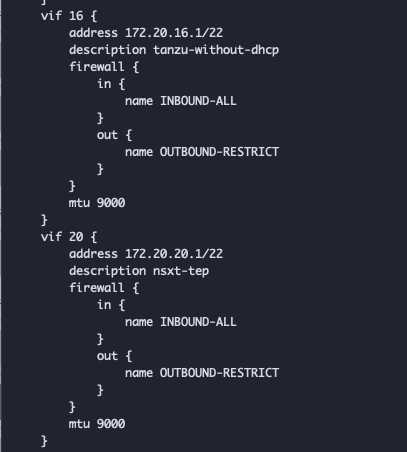 }
vif 16 {
address 172.20.16.1/22
description tanzu-without-dhcp
firewall {
in {
name INBOUND-ALL
}
out {
name OUTBOUND-RESTRICT
}
}
mtu 9000
}
vif 20 {
address 172.20.20.1/22
description nsxt-tep
firewall {
in {
name INBOUND-ALL
}
out {
name OUTBOUND-RESTRICT
}
}
mtu 9000
}